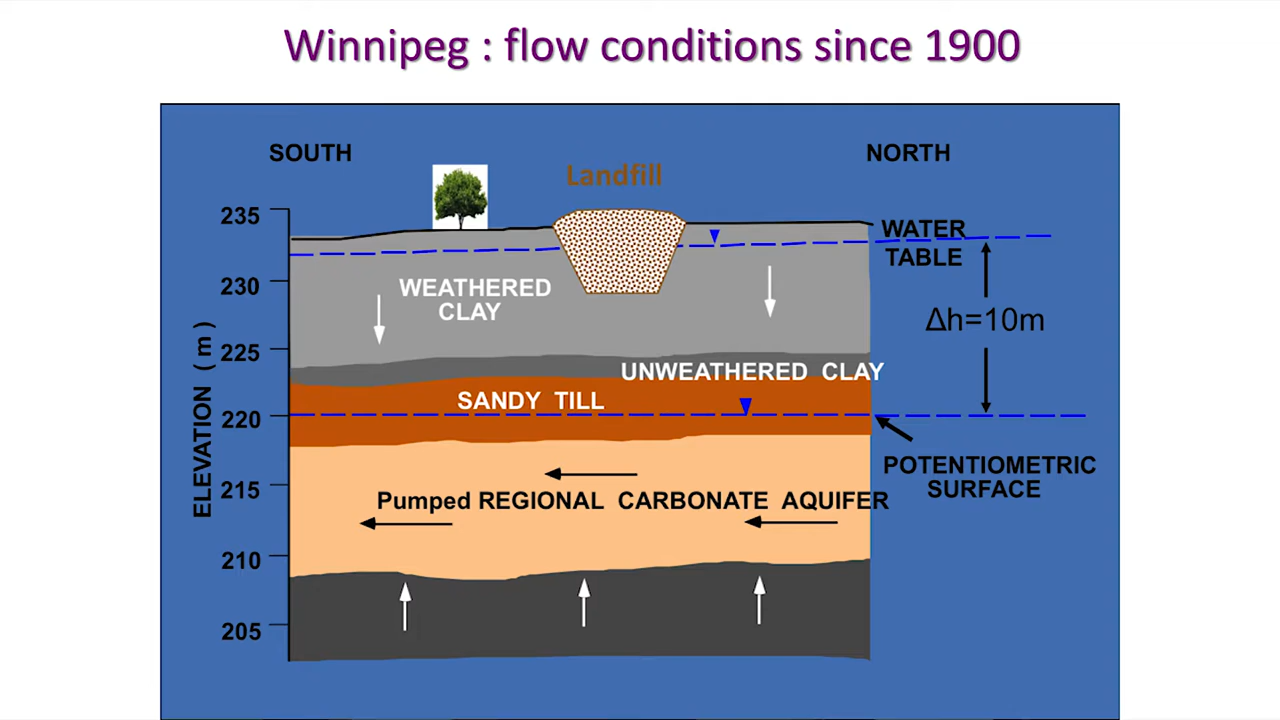 Winnipeg : flow conditions since 1900
SOUTH
NORTH
Landfill
235
WATER
TABLE
230
WEATHERED
CLAY
Δh=10m
225
UNWEATHERED CLAY
SANDY TILL
220
ELEVATION ( m )
POTENTIOMETRIC
SURFACE
215
Pumped REGIONAL CARBONATE AQUIFER
210
205